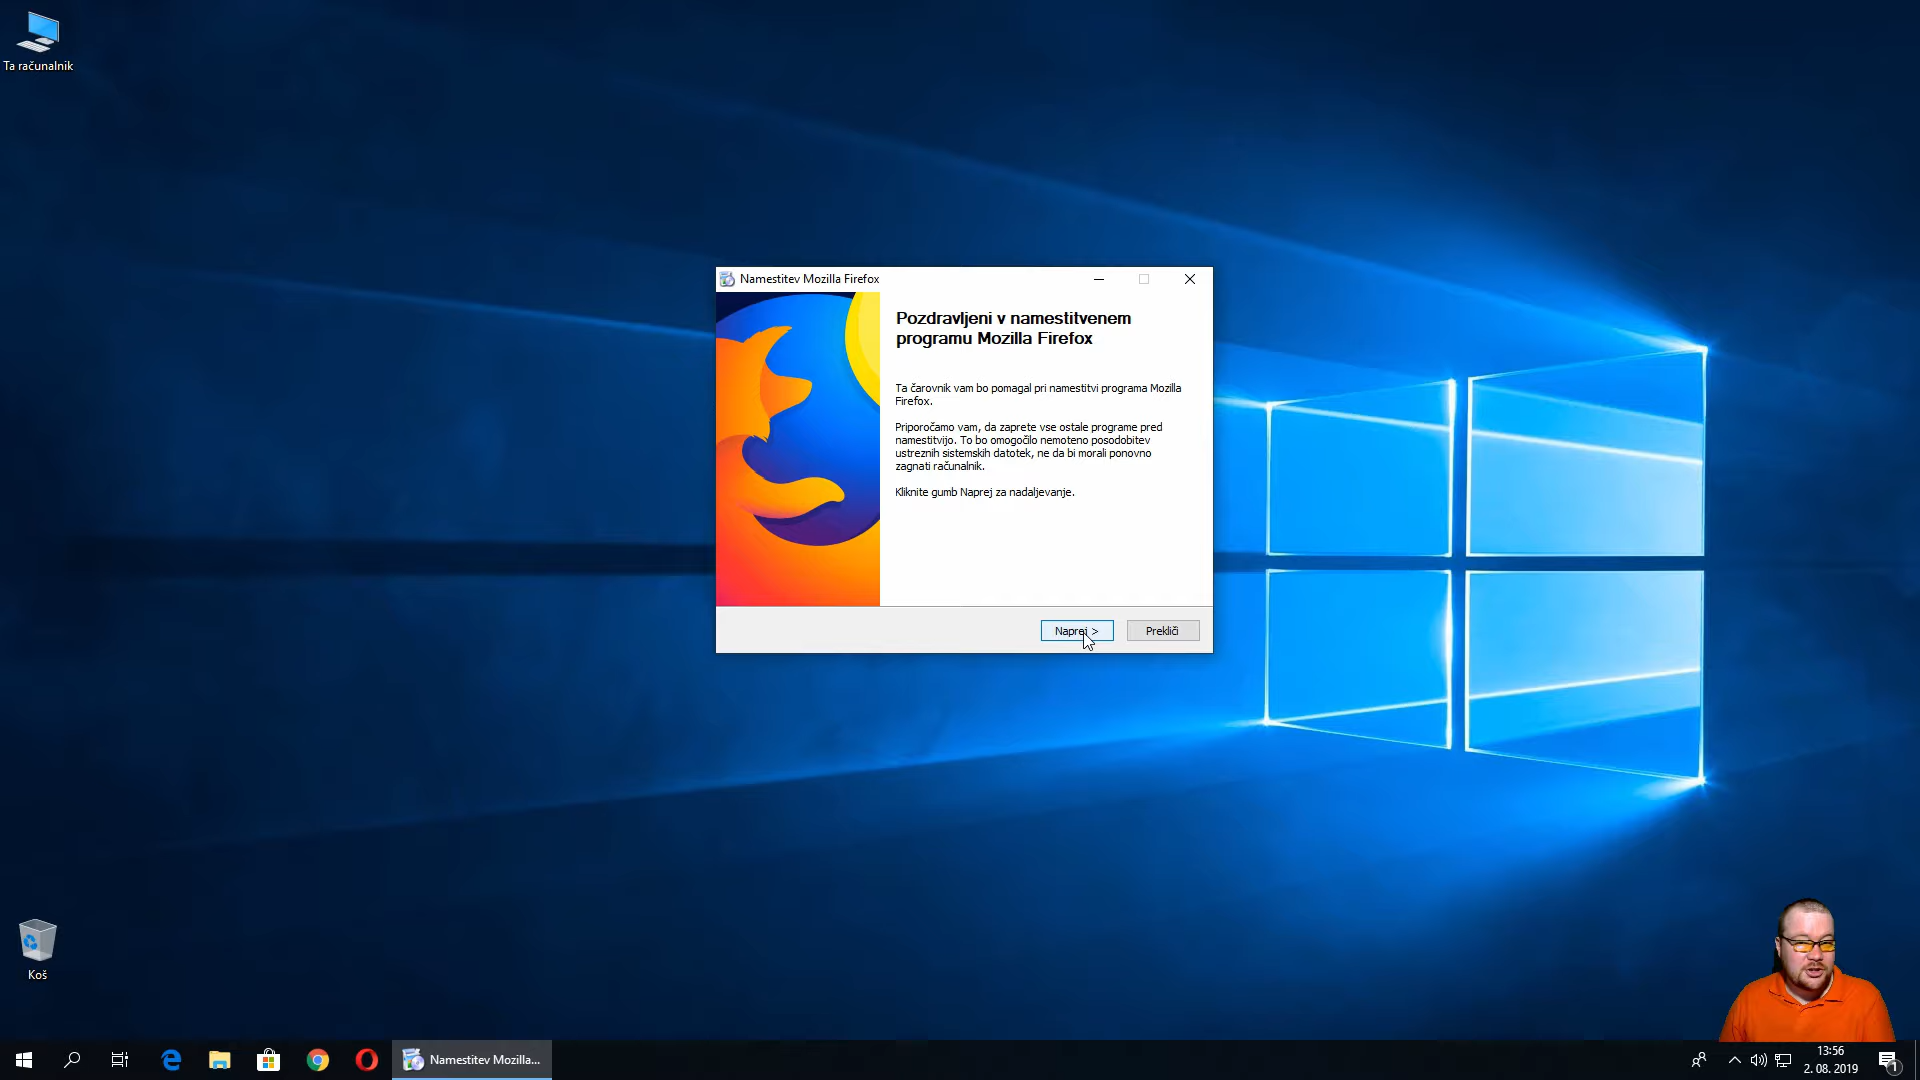 Ta računalnik
Namestitev Mozilla Firefox
Pozdravljeni v namestitvenem
programu Mozilla Firefox
Ta čarovnik vam bo pomagal pri namestitvi programa Mozilla
Firefox.
Priporočamo vam, da zaprete vse ostale programe pred
namestitvijo. To bo omogočilo nemoteno posodobitev
ustreznih sistemskih datotek, ne da bi morali ponovno
zagnati računalnik.
Kliknite gumb Naprej za nadaljevanje.
Naprej >
Prekliči
Koš
Namestitev Mozilla...
13:56
2. 08. 2019
1